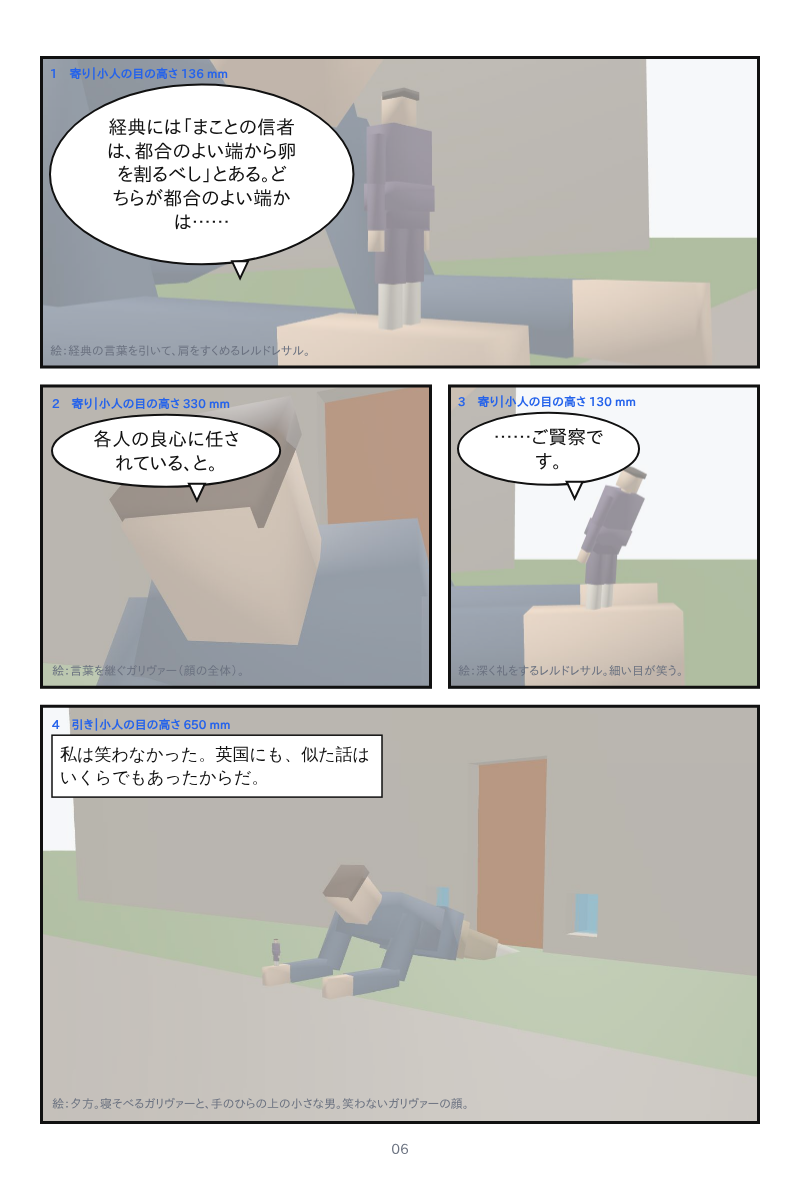 1 寄り|小人の目の高さ 136 mm
経典には「まことの信者
は、都合のよい端から卵
を割るべし」とある。ど
ちらが都合のよい端か
は……
絵：経典の言葉を引いて、肩をすくめるレルドレサル。
2 寄り|小人の目の高さ 330 mm
各人の良心に任さ
れている、と。
絵：言葉を継ぐガリヴァー（顔の全体）。
3 寄り|小人の目の高さ 130 mm
……ご賢察で
す。
絵：深く礼をするレルドレサル。細い目が笑う。
4 引き|小人の目の高さ 650 mm
私は笑わなかった。英国にも、似た話は
いくらでもあったからだ。
絵：夕方。寝そべるガリヴァーと、手のひらの上の小さな男。笑わないガリヴァーの顔。
06